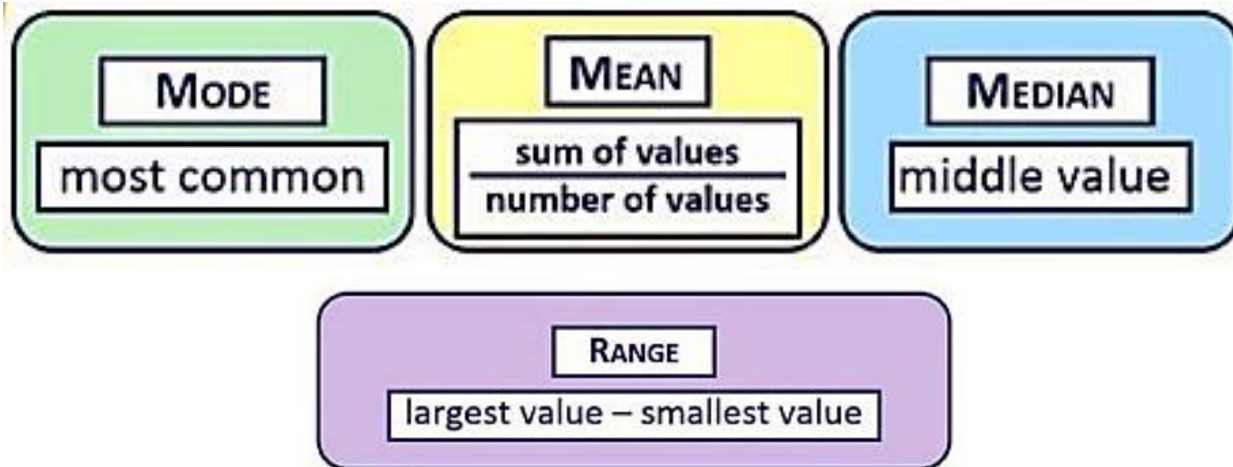 MODE
most common
MEAN
sum of values
number of values
MEDIAN
middle value
RANGE
largest value – smallest value